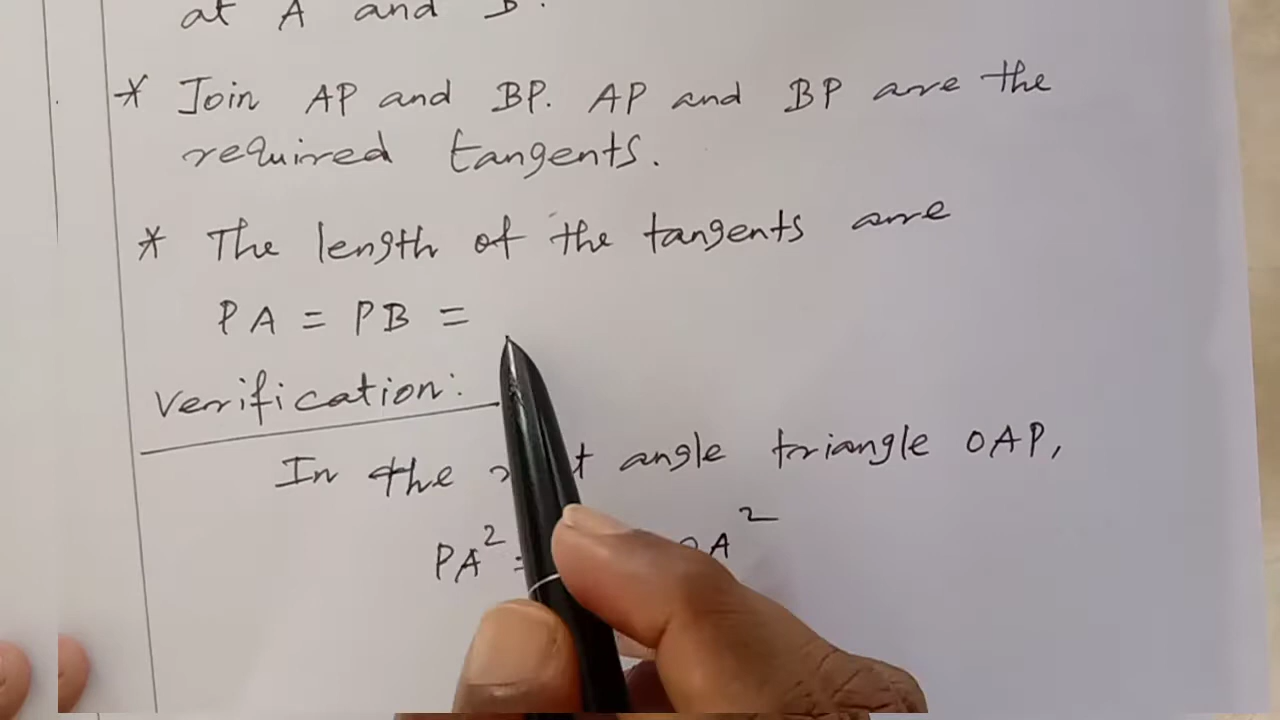 at A and B.
* Join AP and BP. AP and BP are the
required tangents.
* The length of the tangents are
PA = PB =
Verification:
In the angle triangle OAP,
PA² = OA²